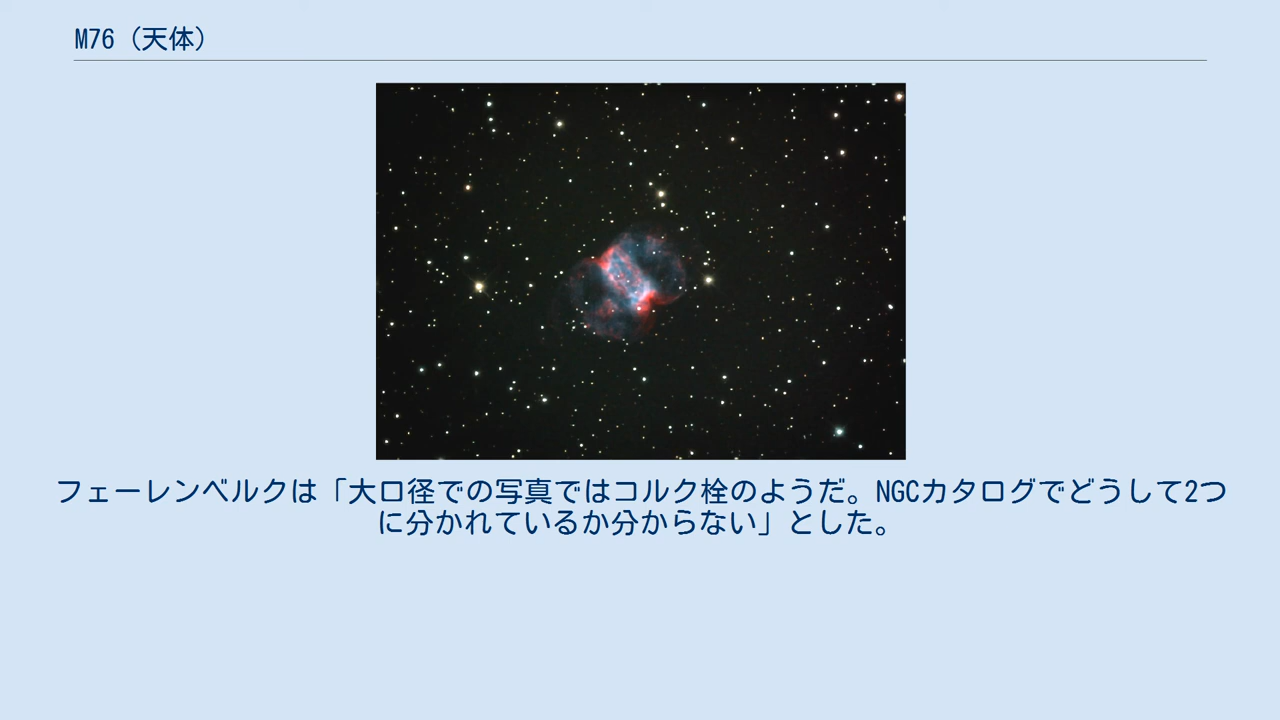 M76（天体）
フェーレンベルクは「大口径での写真ではコルク栓のようだ。NGCカタログでどうして2つ
に分かれているか分からない」とした。